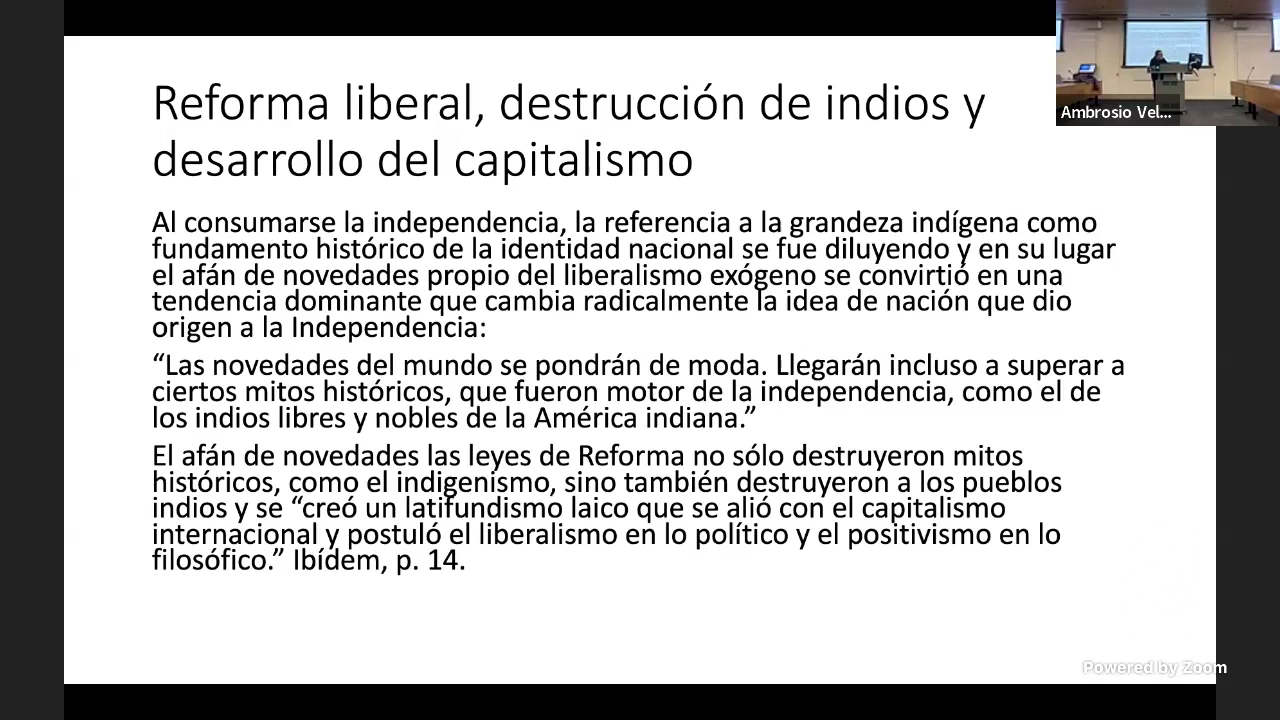 Reforma liberal, destrucción de indios y
desarrollo del capitalismo
Al consumarse la independencia, la referencia a la grandeza indígena como
fundamento histórico de la identidad nacional se fue diluyendo y en su lugar
el afán de novedades propio del liberalismo exógeno se convirtió en una
tendencia dominante que cambia radicalmente la idea de nación que dio
origen a la Independencia:
“Las novedades del mundo se pondrán de moda. Llegarán incluso a superar a
ciertos mitos históricos, que fueron motor de la independencia, como el de
los indios libres y nobles de la América indiana.”
El afán de novedades las leyes de Reforma no sólo destruyeron mitos
históricos, como el indigenismo, sino también destruyeron a los pueblos
indios y se “creó un latifundismo laico que se alió con el capitalismo
internacional y postuló el liberalismo en lo político y el positivismo en lo
filosófico.” Ibídem, p. 14.
Ambrosio Vel...
Powered by Zoom